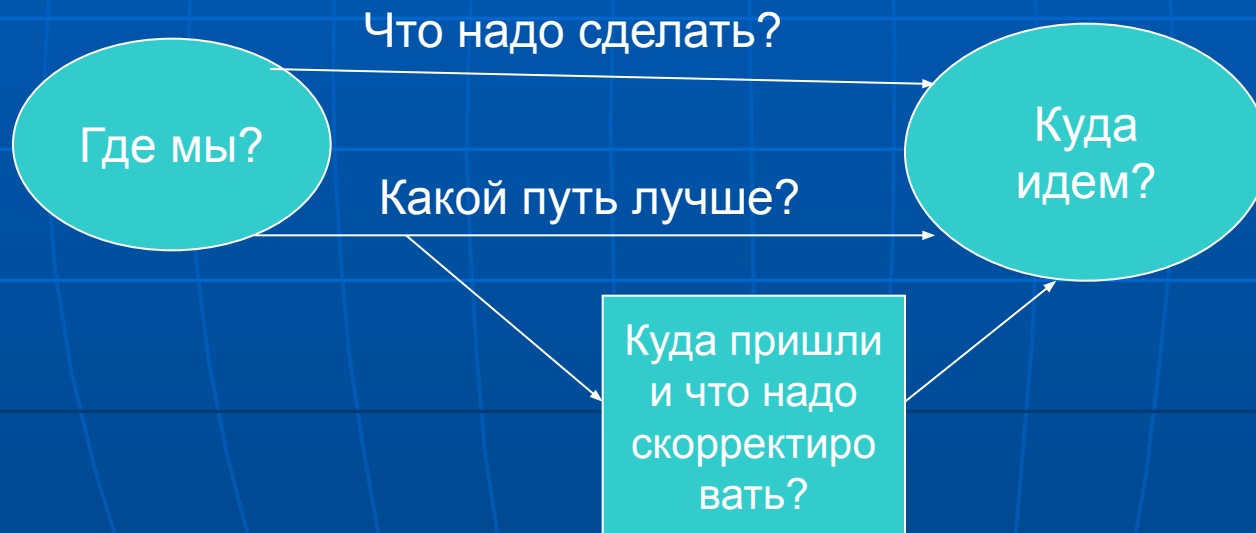 Что надо сделать?
Где мы?
Куда
идем?
Какой путь лучше?
Куда пришли
и что надо
скорректиро
вать?